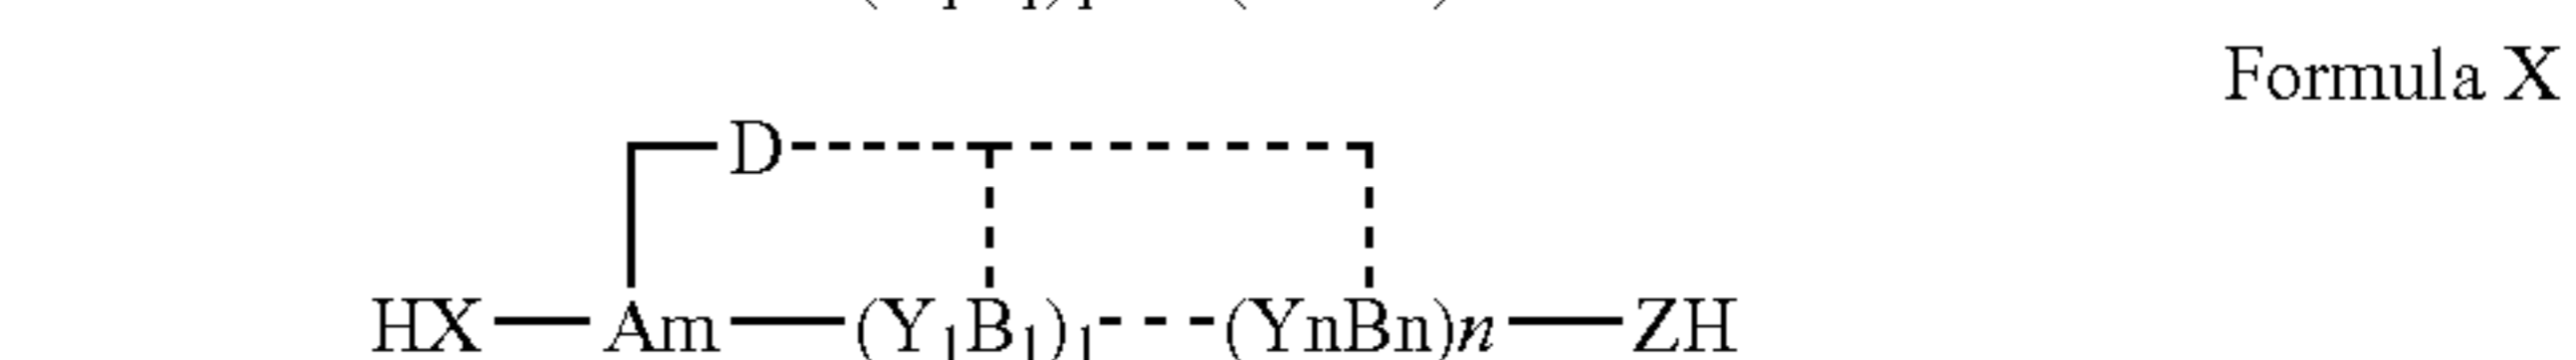 Formula X
D
HX—Am—(Y₁B₁)₁---(YnBn)n—ZH